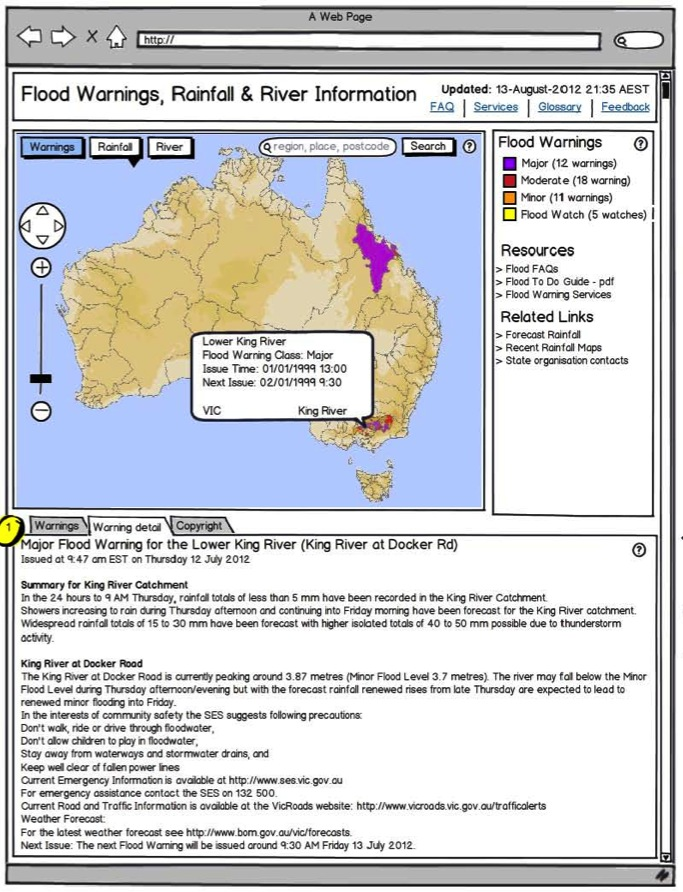 A Web Page
http://
Flood Warnings, Rainfall & River Information
Updated: 13-August-2012 21:35 AEST
FAQ | Services | Glossary | Feedback
Warnings Rainfall River region, place, postcode Search ?
Flood Warnings ?
Major (12 warnings)
Moderate (18 warning)
Minor (11 warnings)
Flood Watch (5 watches)
Resources
> Flood FAQs
> Flood To Do Guide - pdf
> Flood Warning Services
Related Links
> Forecast Rainfall
> Recent Rainfall Maps
> State organisation contacts
Lower King River
Flood Warning Class: Major
Issue Time: 01/01/1999 13:00
Next Issue: 02/01/1999 9:30
VIC King River
1
Warnings Warning detail Copyright
Major Flood Warning for the Lower King River (King River at Docker Rd) ?
Issued at 9:47 am EST on Thursday 12 July 2012
Summary for King River Catchment
In the 24 hours to 9 AM Thursday, rainfall totals of less than 5 mm have been recorded in the King River Catchment.
Showers increasing to rain during Thursday afternoon and continuing into Friday morning have been forecast for the King River catchment.
Widespread rainfall totals of 15 to 30 mm have been forecast with higher isolated totals of 40 to 50 mm possible due to thunderstorm
activity.
King River at Docker Road
The King River at Docker Road is currently peaking around 3.87 metres (Minor Flood Level 3.7 metres). The river may fall below the Minor
Flood Level during Thursday afternoon/evening but with the forecast rainfall renewed rises from late Thursday are expected to lead to
renewed minor flooding into Friday.
In the interests of community safety the SES suggests following precautions:
Don't walk, ride or drive through floodwater,
Don't allow children to play in floodwater,
Stay away from waterways and stormwater drains, and
Keep well clear of fallen power lines
Current Emergency Information is available at http://www.ses.vic.gov.au
For emergency assistance contact the SES on 132 500.
Current Road and Traffic Information is available at the VicRoads website: http://www.vicroads.vic.gov.au/trafficalerts
Weather Forecast:
For the latest weather forecast see http://www.bom.gov.au/vic/forecasts.
Next Issue: The next Flood Warning will be issued around 9:30 AM Friday 13 July 2012.